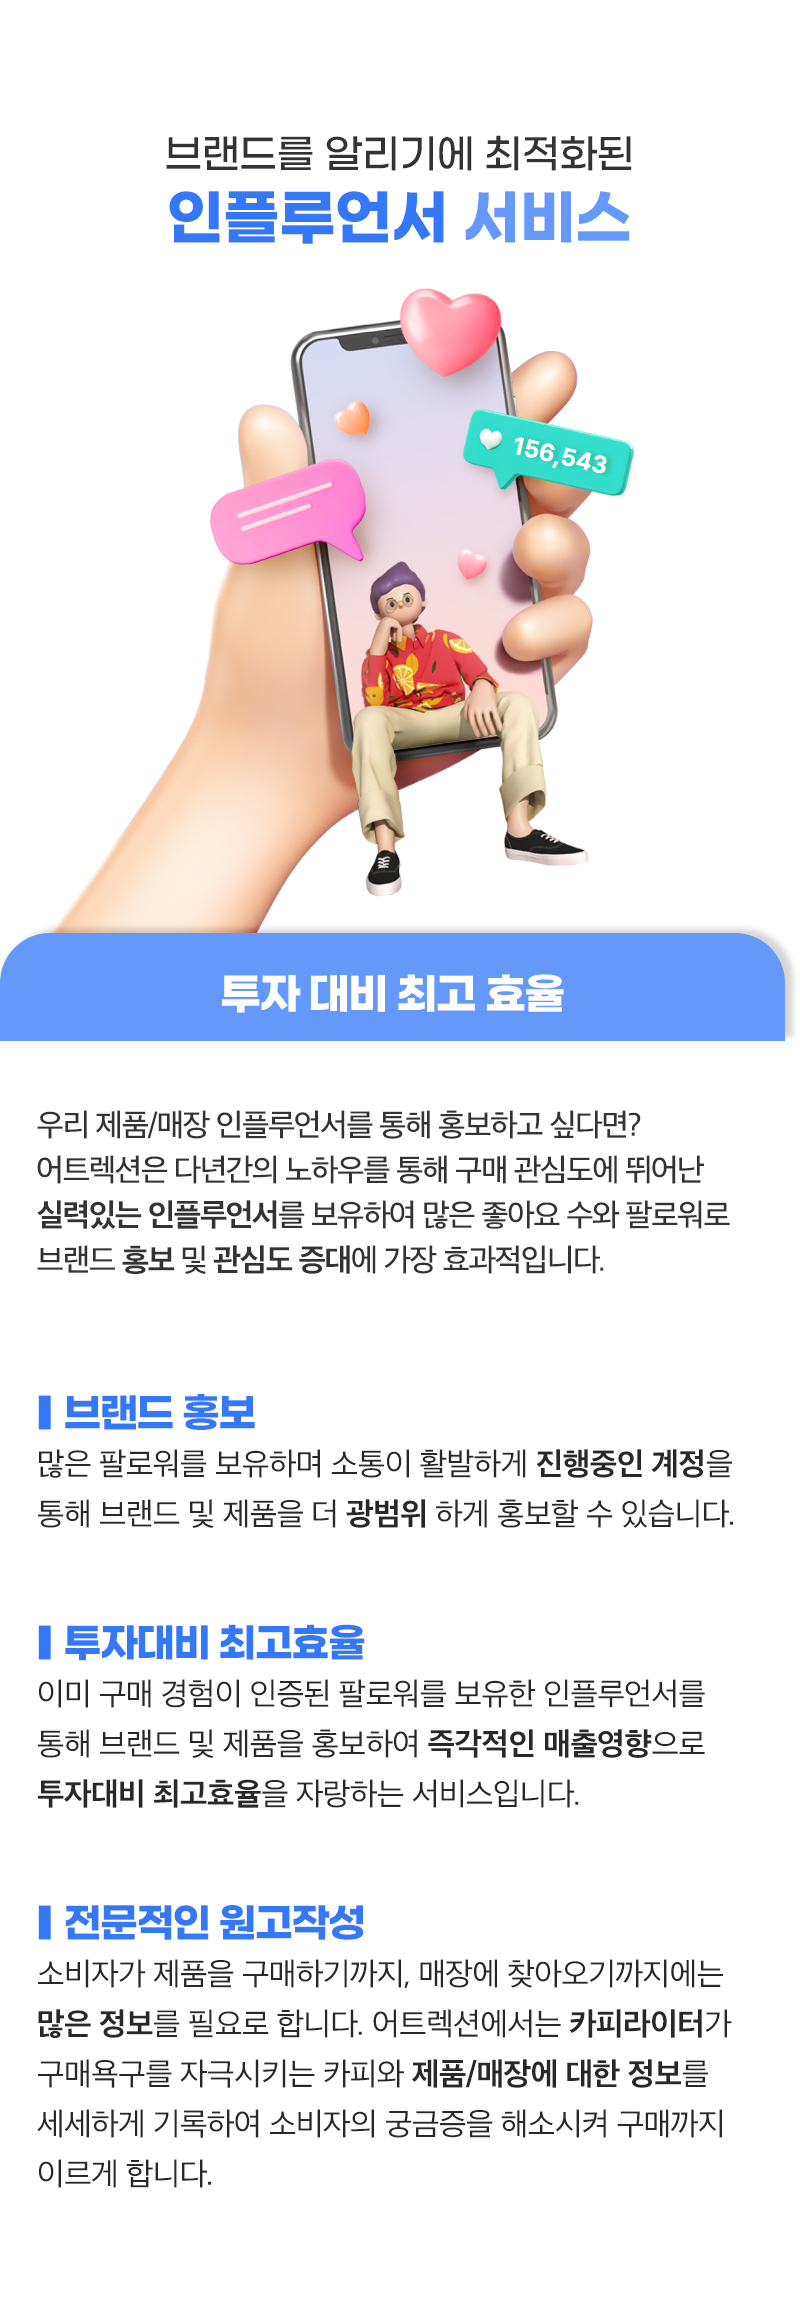 브랜드를 알리기에 최적화된
인플루언서 서비스
156,543
투자 대비 최고 효율
우리 제품/매장 인플루언서를 통해 홍보하고 싶다면?
어트렉션은 다년간의 노하우를 통해 구매 관심도에 뛰어난
실력있는 인플루언서를 보유하여 많은 좋아요 수와 팔로워로
브랜드 홍보 및 관심도 증대에 가장 효과적입니다.
브랜드 홍보
많은 팔로워를 보유하며 소통이 활발하게 진행중인 계정을
통해 브랜드 및 제품을 더 광범위 하게 홍보할 수 있습니다.
투자대비 최고효율
이미 구매 경험이 인증된 팔로워를 보유한 인플루언서를
통해 브랜드 및 제품을 홍보하여 즉각적인 매출영향으로
투자대비 최고효율을 자랑하는 서비스입니다.
전문적인 원고작성
소비자가 제품을 구매하기까지, 매장에 찾아오기까지에는
많은 정보를 필요로 합니다. 어트렉션에서는 카피라이터가
구매욕구를 자극시키는 카피와 제품/매장에 대한 정보를
세세하게 기록하여 소비자의 궁금증을 해소시켜 구매까지
이르게 합니다.